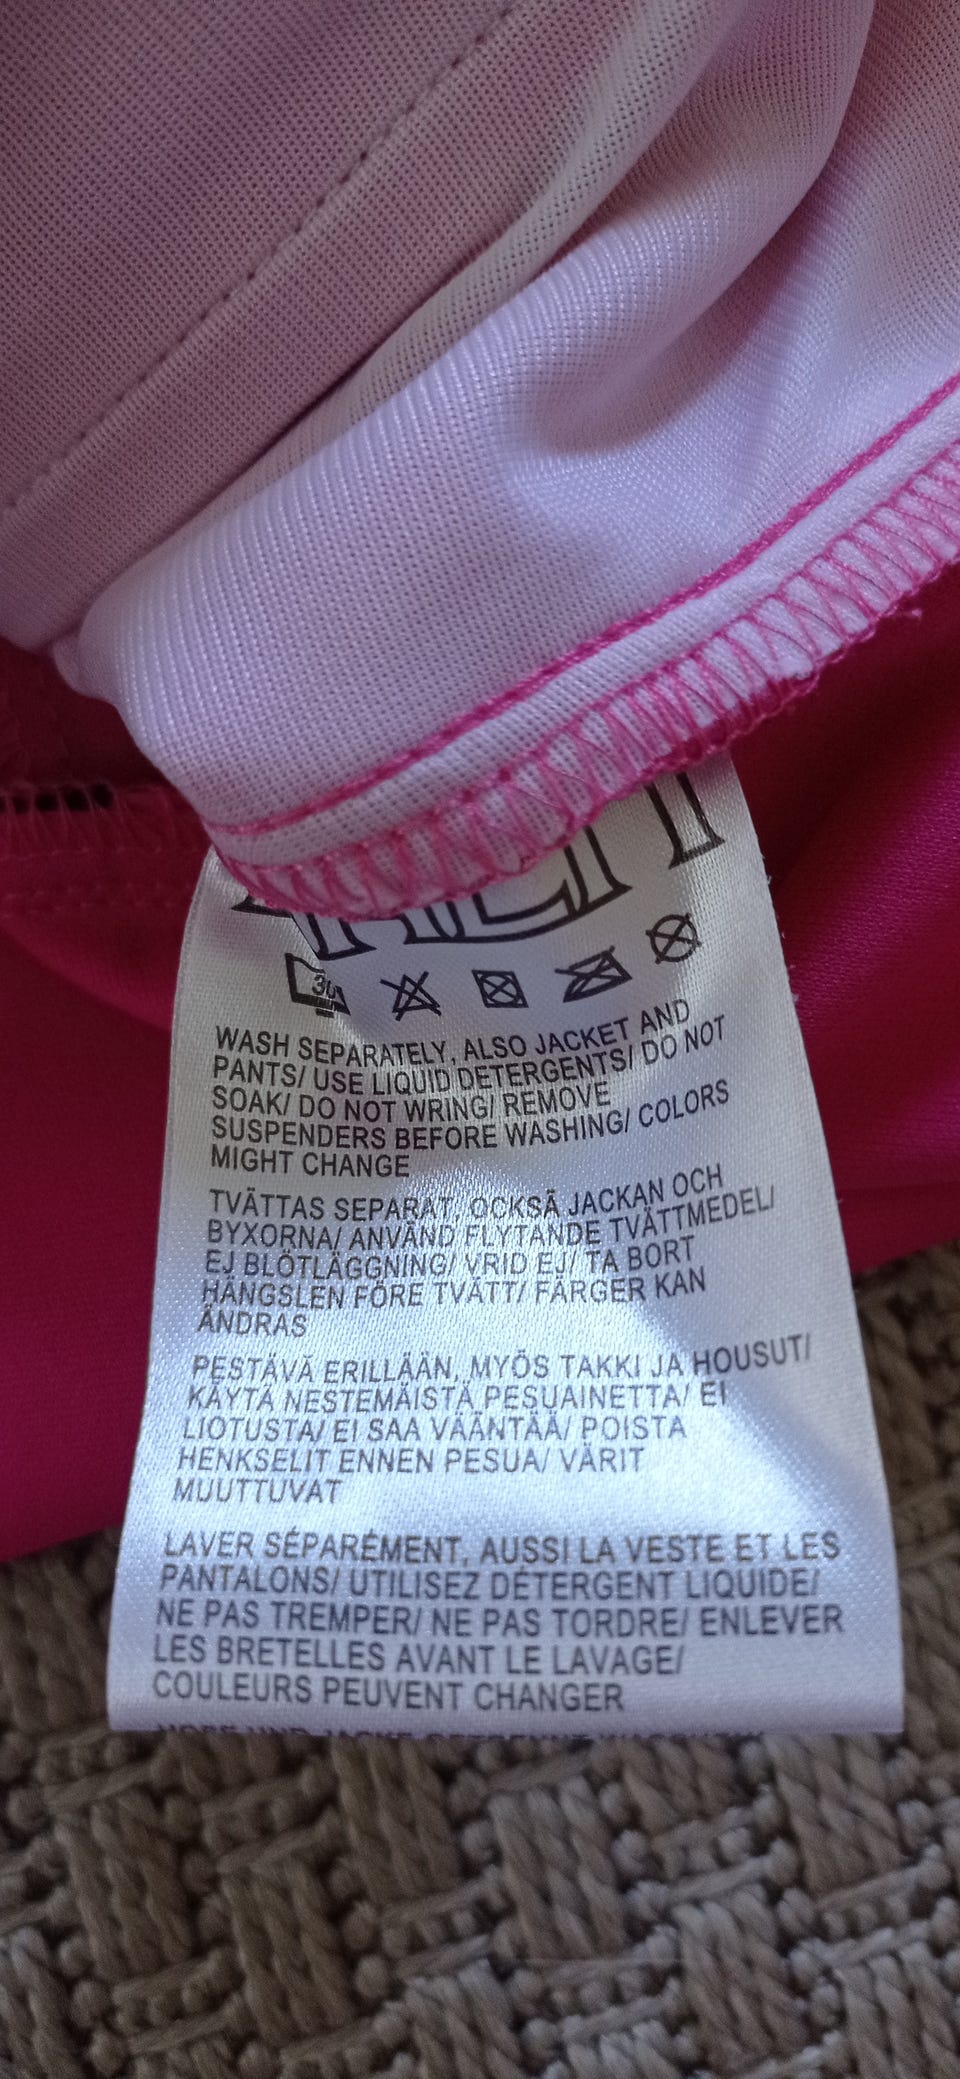 30
WASH SEPARATELY, ALSO JACKET AND
PANTS/ USE LIQUID DETERGENTS/ DO NOT
SOAK/ DO NOT WRING/ REMOVE
SUSPENDERS BEFORE WASHING/ COLORS
MIGHT CHANGE
TVÄTTAS SEPARAT, OCKSÅ JACKAN OCH
BYXORNA/ ANVÄND FLYTANDE TVÄTTMEDEL/
EJ BLÖTLÄGGNING/ VRID EJ/ TA BORT
HÄNGSLEN FÖRE TVÄTT/ FÄRGER KAN
ÄNDRAS
PESTÄVÄ ERILLÄÄN, MYÖS TAKKI JA HOUSUT/
KÄYTÄ NESTEMÄISTÄ PESUAINETTA/ EI
LIOTUSTA/ EI SAA VÄÄNTÄÄ/ POISTA
HENKSELIT ENNEN PESUA/ VÄRIT
MUUTTUVAT
LAVER SÉPARÉMENT, AUSSI LA VESTE ET LES
PANTALONS/ UTILISEZ DÉTERGENT LIQUIDE/
NE PAS TREMPER/ NE PAS TORDRE/ ENLEVER
LES BRETELLES AVANT LE LAVAGE/
COULEURS PEUVENT CHANGER